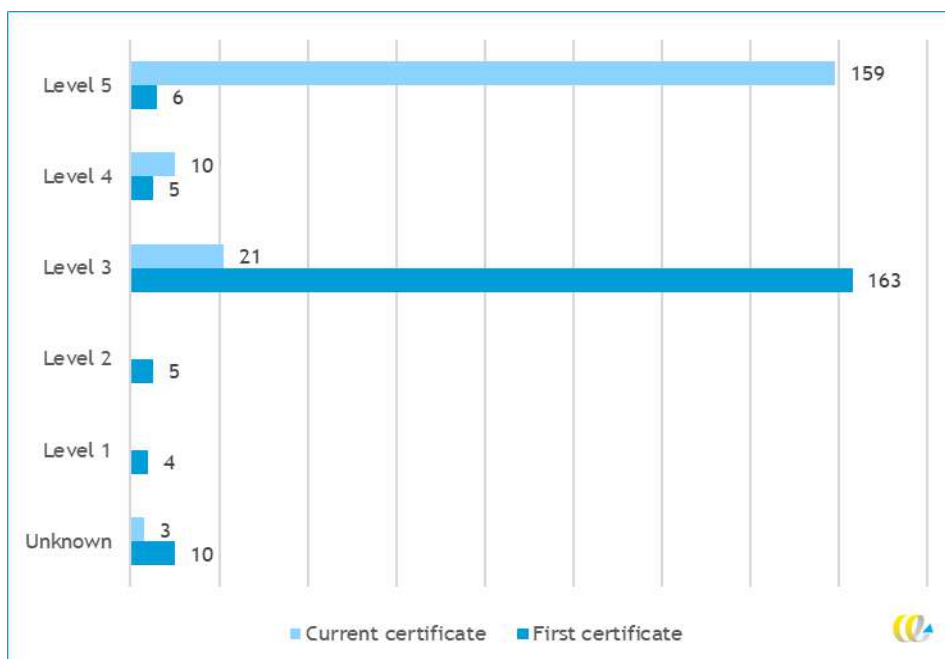 Level 5
159
6
Level 4
10
5
Level 3
21
163
Level 2
5
Level 1
4
Unknown
3
10
Current certificate First certificate